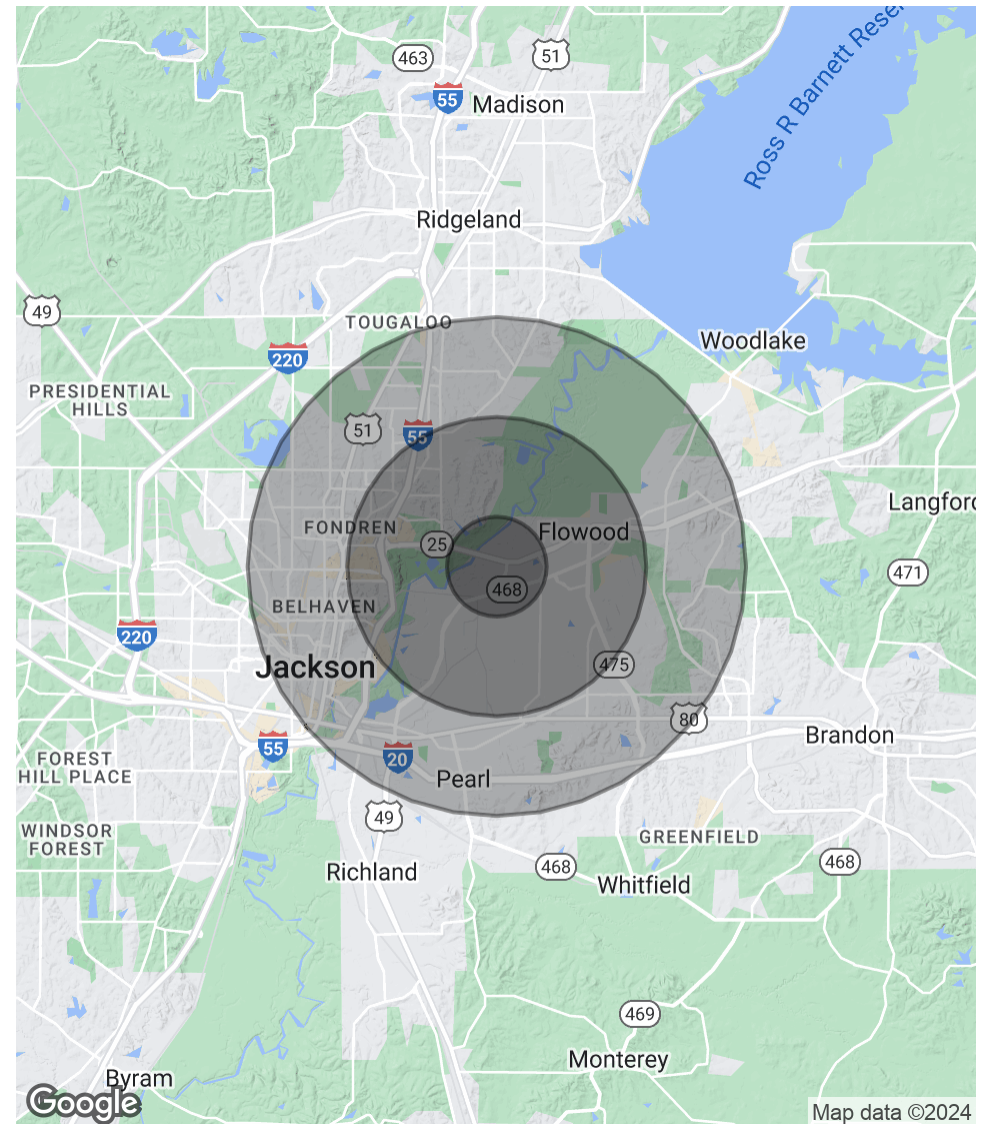 463
51
55
Madison
Ross R Barnett Reser
Ridgeland
49
TOUGALOO
Woodlake
220
PRESIDENTIAL
HILLS
51
55
Langford
FONDREN
Flowood
25
471
468
BELHAVEN
220
Jackson
475
80
Brandon
55
20
FOREST
HILL PLACE
Pearl
49
WINDSOR
FOREST
GREENFIELD
468
468
Richland
Whitfield
469
Monterey
Byram
Google
Map data ©2024